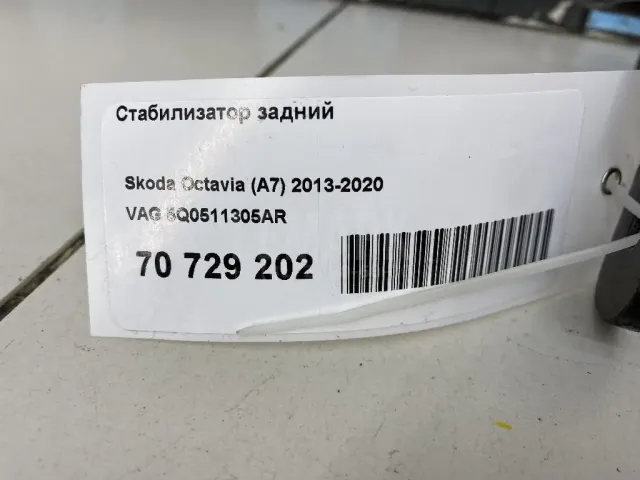 Стабилизатор задний
Skoda Octavia (A7) 2013-2020
VAG 5Q0511305AR
70 729 202